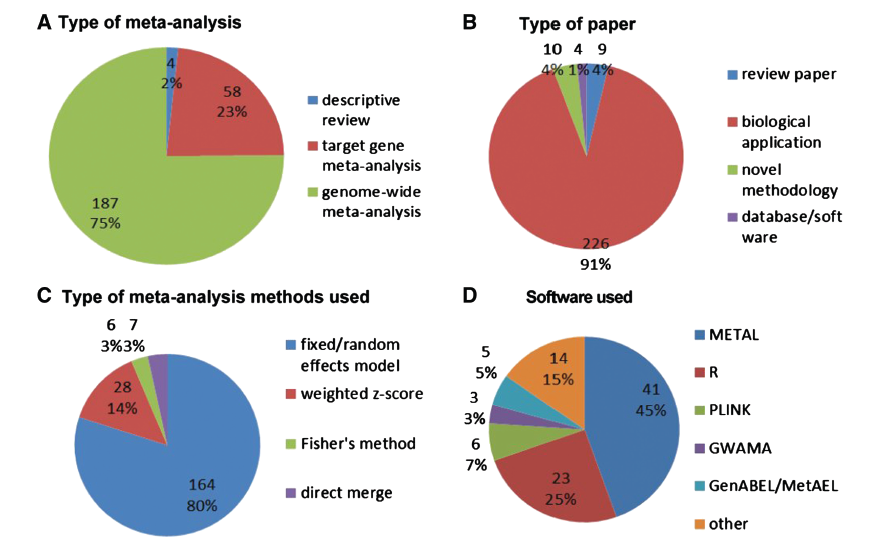 A Type of meta-analysis
4
2%
58
23%
187
75%
descriptive
review
target gene
meta-analysis
genome-wide
meta-analysis
B Type of paper
10 4 9
4% 1% 4%
226
91%
review paper
biological
application
novel
methodology
database/soft
ware
C Type of meta-analysis methods used
6 7
3%3%
28
14%
164
80%
fixed/random
effects model
weighted z-score
Fisher's method
direct merge
D Software used
5
5%
3
3%
6
7%
14
15%
41
45%
23
25%
METAL
R
PLINK
GWAMA
GenABEL/MetAEL
other